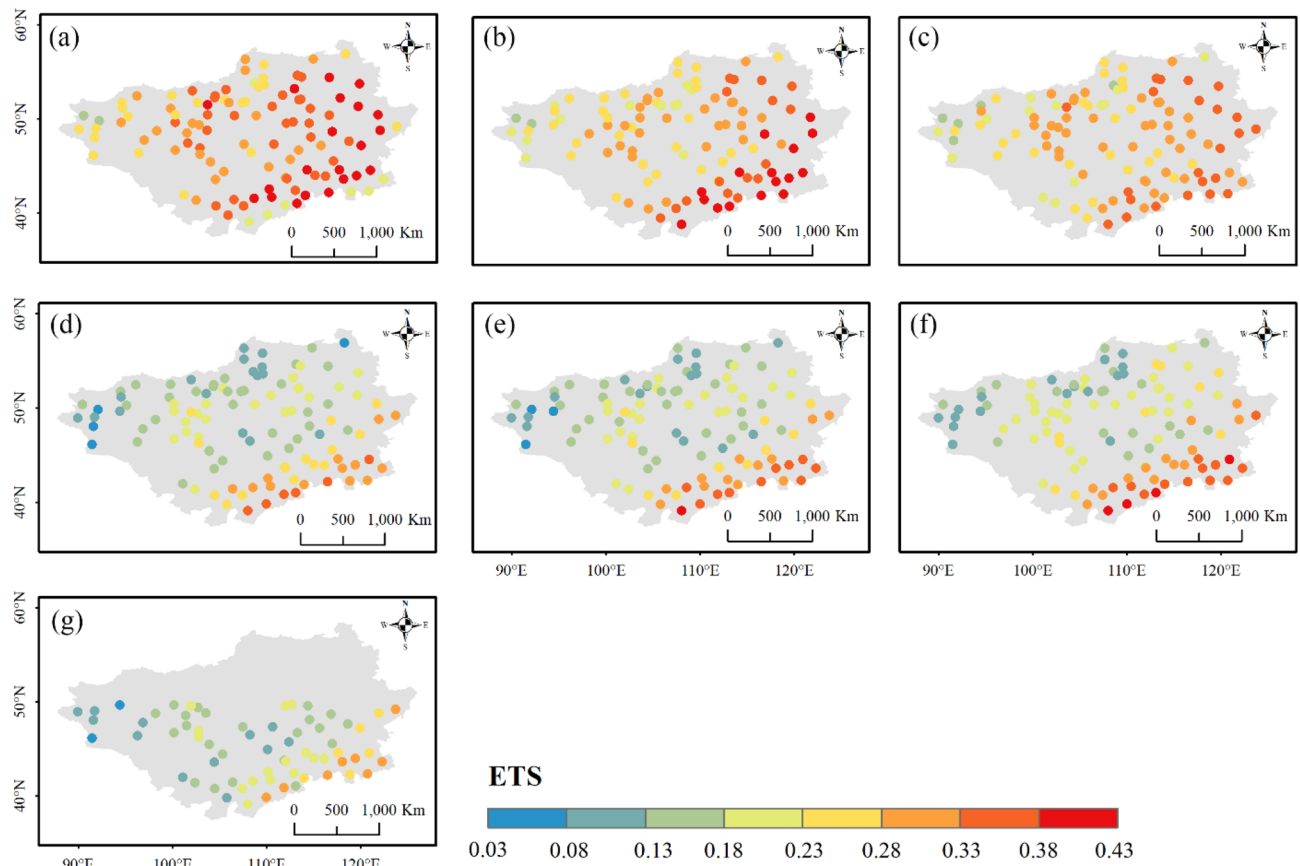 (a)
N
W E
S
60°N
50°N
40°N
0 500 1,000 Km
(b)
N
W E
S
0 500 1,000 Km
(c)
N
W E
S
0 500 1,000 Km
(d)
N
W E
S
60°N
50°N
40°N
0 500 1,000 Km
(e)
N
W E
S
0 500 1,000 Km
90°E 100°E 110°E 120°E
(f)
N
W E
S
0 500 1,000 Km
90°E 100°E 110°E 120°E
(g)
N
W E
S
60°N
50°N
40°N
0 500 1,000 Km
90°E 100°E 110°E 120°E
ETS
0.03 0.08 0.13 0.18 0.23 0.28 0.33 0.38 0.43